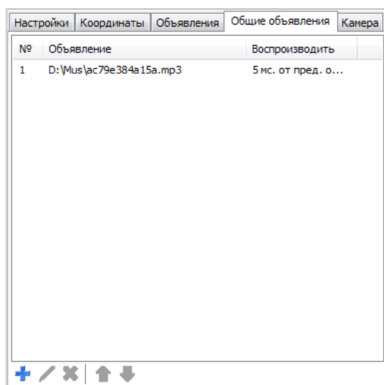 Настройки Координаты Объявления Общие объявления Камера
№ Объявление Воспроизводить
1 D:\Mus\ac79e384a15a.mp3 5 мс. от пред. о...